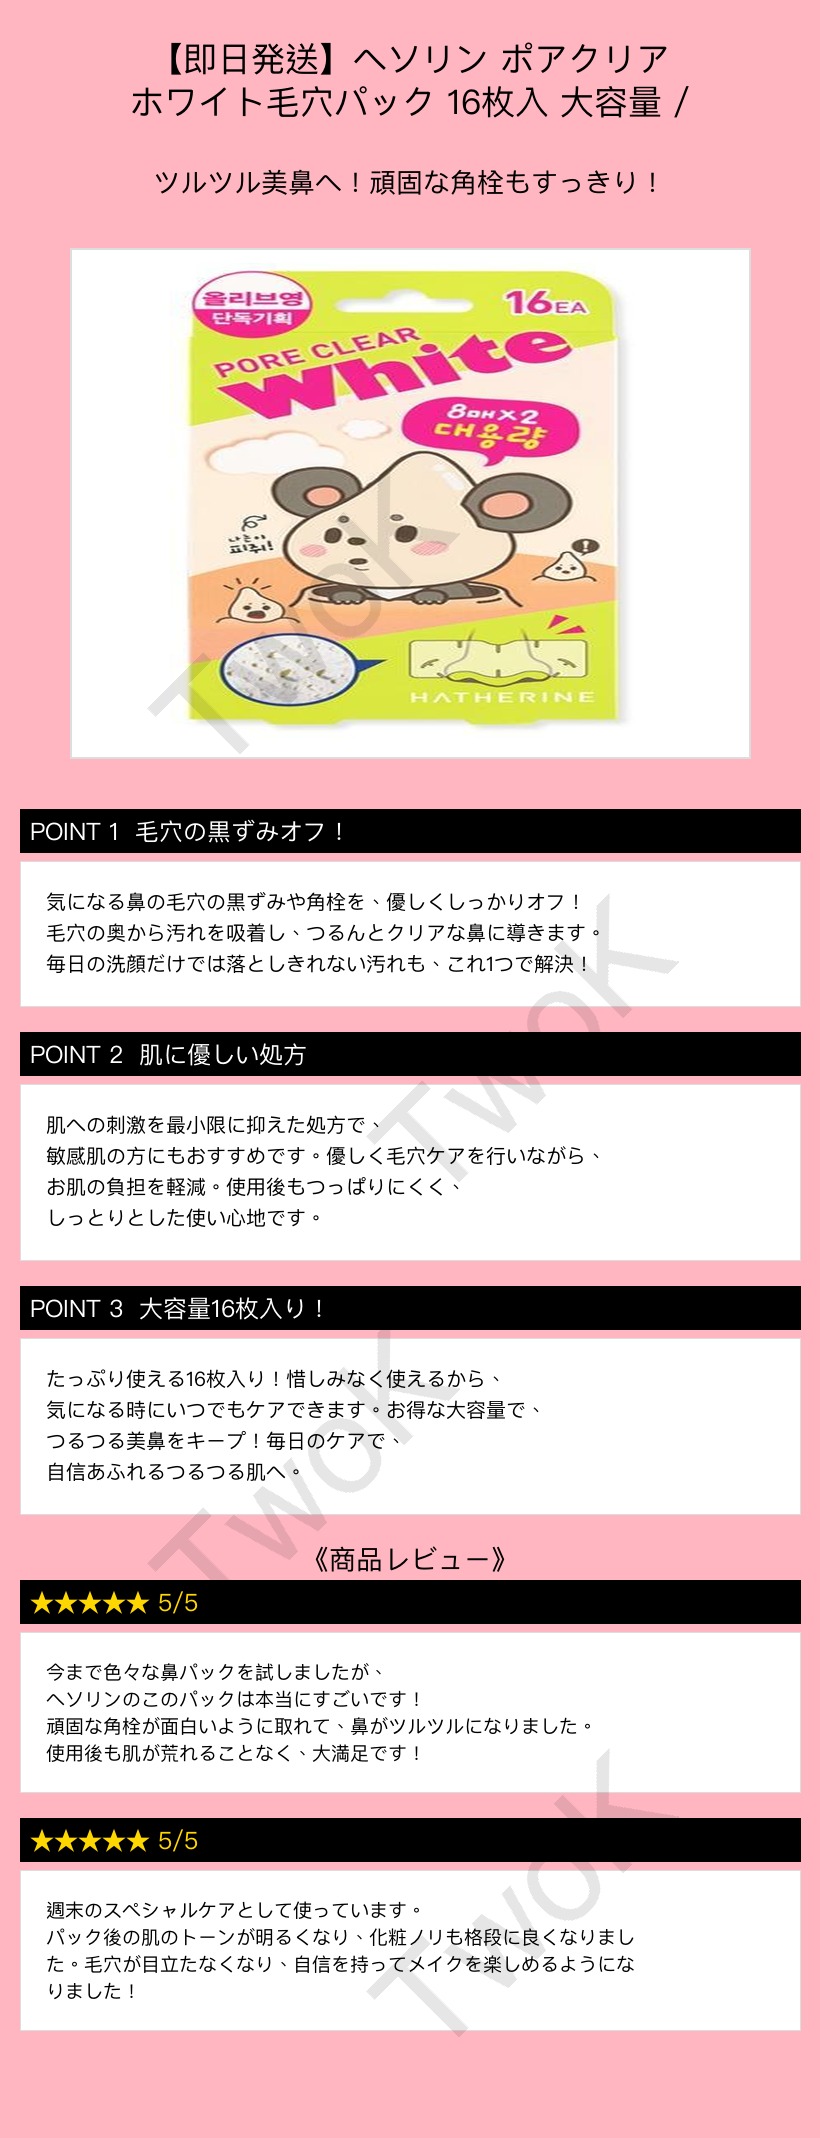 【即日発送】ヘソリン ポアクリア
ホワイト毛穴パック 16枚入 大容量 /
ツルツル美鼻へ！頑固な角栓もすっきり！
올리브영
단독기획
16EA
PORE CLEAR
White
8매X2
대용량
나는야
피쥐!
HATHERINE
TwoK
POINT 1 毛穴の黒ずみオフ！
気になる鼻の毛穴の黒ずみや角栓を、優しくしっかりオフ！
毛穴の奥から汚れを吸着し、つるんとクリアな鼻に導きます。
毎日の洗顔だけでは落としきれない汚れも、これ1つで解決！
TwoK
POINT 2 肌に優しい処方
肌への刺激を最小限に抑えた処方で、
敏感肌の方にもおすすめです。優しく毛穴ケアを行いながら、
お肌の負担を軽減。使用後もつっぱりにくく、
しっとりとした使い心地です。
POINT 3 大容量16枚入り！
たっぷり使える16枚入り！惜しみなく使えるから、
気になる時にいつでもケアできます。お得な大容量で、
つるつる美鼻をキープ！毎日のケアで、
自信あふれるつるつる肌へ。
TwoK
《商品レビュー》
★★★★★ 5/5
今まで色々な鼻パックを試しましたが、
ヘソリンのこのパックは本当にすごいです！
頑固な角栓が面白いように取れて、鼻がツルツルになりました。
使用後も肌が荒れることなく、大満足です！
★★★★★ 5/5
週末のスペシャルケアとして使っています。
パック後の肌のトーンが明るくなり、化粧ノリも格段に良くなりまし
た。毛穴が目立たなくなり、自信を持ってメイクを楽しめるようにな
りました！
TwoK